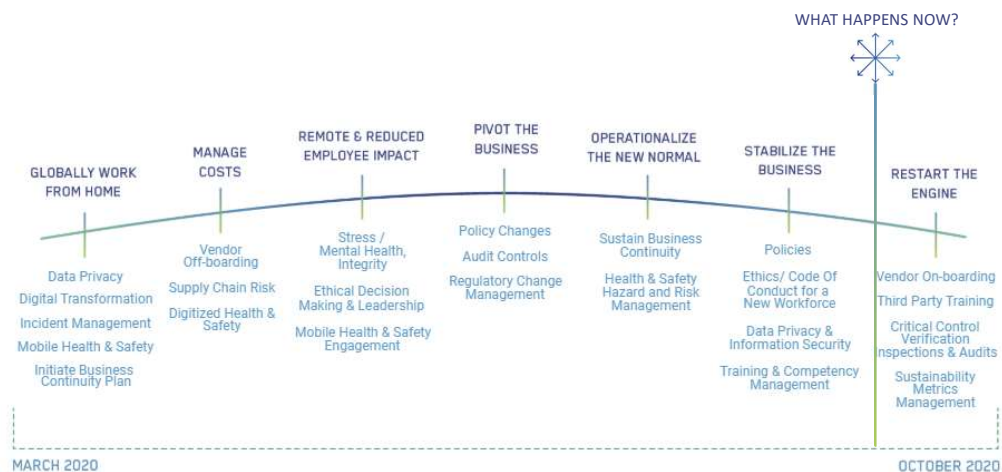 WHAT HAPPENS NOW?
GLOBALLY WORK
FROM HOME
Data Privacy
Digital Transformation
Incident Management
Mobile Health & Safety
Initiate Business
Continuity Plan
MANAGE
COSTS
Vendor
Off-boarding
Supply Chain Risk
Digitized Health &
Safety
REMOTE & REDUCED
EMPLOYEE IMPACT
Stress /
Mental Health,
Integrity
Ethical Decision
Making & Leadership
Mobile Health & Safety
Engagement
PIVOT THE
BUSINESS
Policy Changes
Audit Controls
Regulatory Change
Management
OPERATIONALIZE
THE NEW NORMAL
Sustain Business
Continuity
Health & Safety
Hazard and Risk
Management
STABILIZE THE
BUSINESS
Policies
Ethics/ Code Of
Conduct for a
New Workforce
Data Privacy &
Information Security
Training & Competency
Management
RESTART THE
ENGINE
Vendor On-boarding
Third Party Training
Critical Control
Verification
Inspections & Audits
Sustainability
Metrics
Management
MARCH 2020
OCTOBER 2020